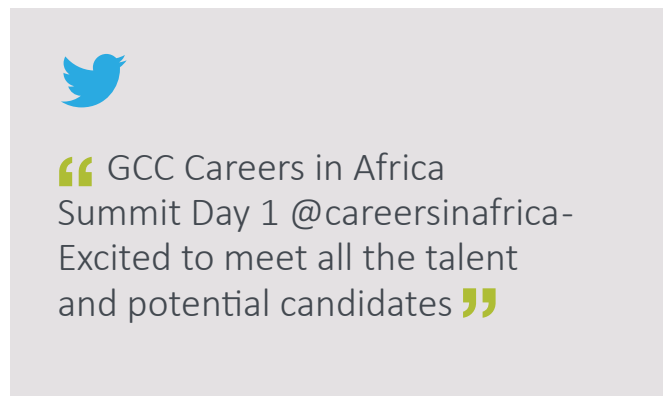 “ GCC Careers in Africa
Summit Day 1 @careersinafrica-
Excited to meet all the talent
and potential candidates ”